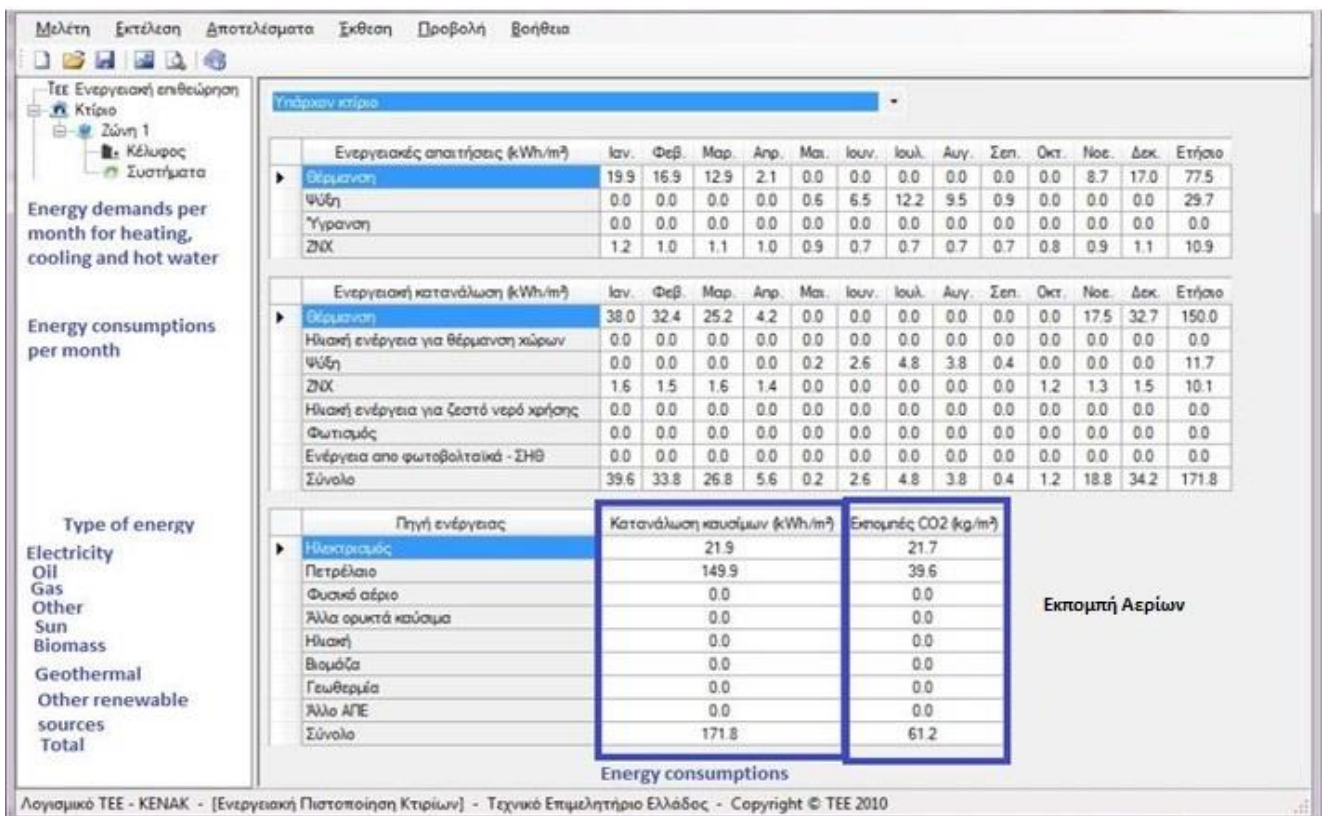 Μελέτη Εκτέλεση Αποτελέσματα Έκθεση Προβολή Βοήθεια
ΤΕΕ Ενεργειακή επιθεώρηση
Κτίριο
Ζώνη 1
Κέλυφος
Συστήματα
Υπάρχον κτίριο
Energy demands per
month for heating,
cooling and hot water
Ενεργειακές απαιτήσεις (kWh/m²) Ιαν. Φεβ. Μαρ. Απρ. Μαι. Ιουν. Ιουλ. Αυγ. Σεπ. Οκτ. Νοε. Δεκ. Ετήσιο
Θέρμανση 19.9 16.9 12.9 2.1 0.0 0.0 0.0 0.0 0.0 0.0 8.7 17.0 77.5
Ψύξη 0.0 0.0 0.0 0.0 0.6 6.5 12.2 9.5 0.9 0.0 0.0 0.0 29.7
Ύγρανση 0.0 0.0 0.0 0.0 0.0 0.0 0.0 0.0 0.0 0.0 0.0 0.0 0.0
ΖΝΧ 1.2 1.0 1.1 1.0 0.9 0.7 0.7 0.7 0.7 0.8 0.9 1.1 10.9
Energy consumptions
per month
Ενεργειακή κατανάλωση (kWh/m²) Ιαν. Φεβ. Μαρ. Απρ. Μαι. Ιουν. Ιουλ. Αυγ. Σεπ. Οκτ. Νοε. Δεκ. Ετήσιο
Θέρμανση 38.0 32.4 25.2 4.2 0.0 0.0 0.0 0.0 0.0 0.0 17.5 32.7 150.0
Ηλιακή ενέργεια για θέρμανση χώρων 0.0 0.0 0.0 0.0 0.0 0.0 0.0 0.0 0.0 0.0 0.0 0.0 0.0
Ψύξη 0.0 0.0 0.0 0.0 0.2 2.6 4.8 3.8 0.4 0.0 0.0 0.0 11.7
ΖΝΧ 1.6 1.5 1.6 1.4 0.0 0.0 0.0 0.0 0.0 1.2 1.3 1.5 10.1
Ηλιακή ενέργεια για ζεστό νερό χρήσης 0.0 0.0 0.0 0.0 0.0 0.0 0.0 0.0 0.0 0.0 0.0 0.0 0.0
Φωτισμός 0.0 0.0 0.0 0.0 0.0 0.0 0.0 0.0 0.0 0.0 0.0 0.0 0.0
Ενέργεια απο φωτοβολταϊκά - ΣΗΘ 0.0 0.0 0.0 0.0 0.0 0.0 0.0 0.0 0.0 0.0 0.0 0.0 0.0
Σύνολο 39.6 33.8 26.8 5.6 0.2 2.6 4.8 3.8 0.4 1.2 18.8 34.2 171.8
Type of energy
Electricity
Oil
Gas
Other
Sun
Biomass
Geothermal
Other renewable
sources
Total
Πηγή ενέργειας Κατανάλωση καυσίμων (kWh/m²) Εκπομπές CO2 (kg/m²)
Ηλεκτρισμός 21.9 21.7
Πετρέλαιο 149.9 39.6
Φυσικό αέριο 0.0 0.0
Άλλα ορυκτά καύσιμα 0.0 0.0
Ηλιακή 0.0 0.0
Βιομάζα 0.0 0.0
Γεωθερμία 0.0 0.0
Άλλο ΑΠΕ 0.0 0.0
Σύνολο 171.8 61.2
Εκπομπή Αερίων
Energy consumptions
Λογισμικό ΤΕΕ - ΚΕΝΑΚ - [Ενεργειακή Πιστοποίηση Κτιρίων] - Τεχνικό Επιμελητήριο Ελλάδος - Copyright © ΤΕΕ 2010